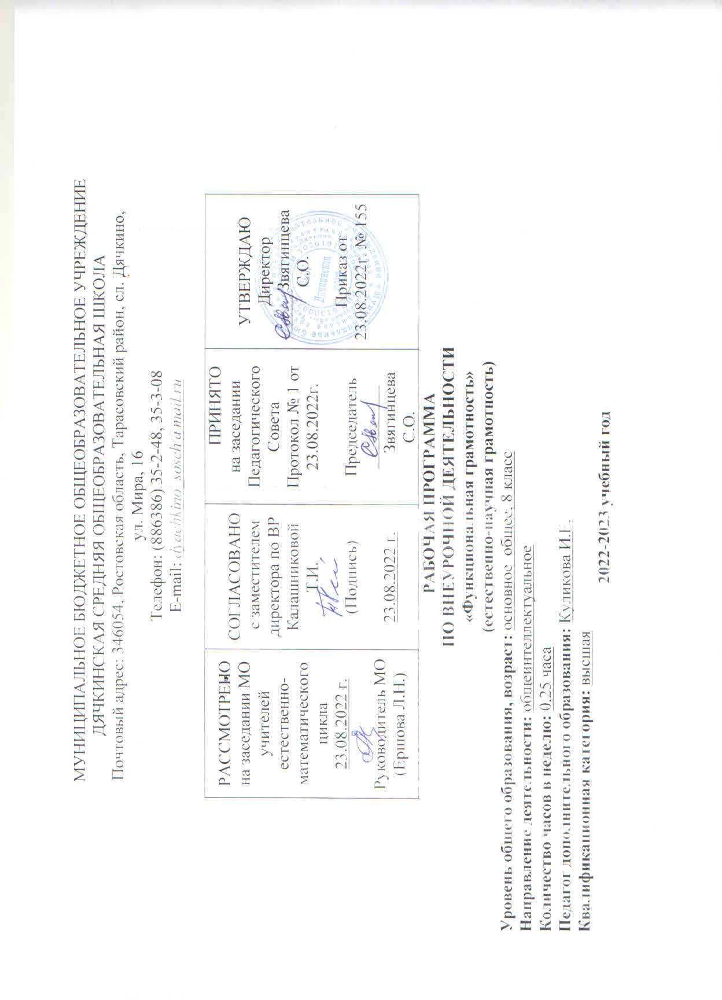 МУНИЦИПАЛЬНОЕ БЮДЖЕТНОЕ ОБЩЕОБРАЗОВАТЕЛЬНОЕ УЧРЕЖДЕНИЕ
ДЯЧКИНСКАЯ СРЕДНЯЯ ОБЩЕОБРАЗОВАТЕЛЬНАЯ ШКОЛА
Почтовый адрес: 346054, Ростовская область, Тарасовский район, сл. Дячкино,
ул. Мира, 16
Телефон: (886386) 35-2-48, 35-3-08
E-mail: dyachkino_sosch@mail.ru
РАССМОТРЕНО
на заседании МО
учителей
естественно-
математического
цикла
23.08.2022 г.
Руководитель МО
(Ершова Л.Н.)
СОГЛАСОВАНО
с заместителем
директора по ВР
Калашниковой
Т.И.
(Подпись)
23.08.2022 г.
ПРИНЯТО
на заседании
Педагогического
Совета
Протокол № 1 от
23.08.2022г.
Председатель
Звягинцева
С.О.
УТВЕРЖДАЮ
Директор
Звягинцева
С.О.
Приказ от
23.08.2022г. № 155
Дячкинская
РАБОЧАЯ ПРОГРАММА
ПО ВНЕУРОЧНОЙ ДЕЯТЕЛЬНОСТИ
«Функциональная грамотность»
(естественно-научная грамотность)
Уровень общего образования, возраст: основное общее, 8 класс
Направление деятельности: общеинтеллектуальное
Количество часов в неделю: 0,25 часа
Педагог дополнительного образования: Куликова И.Г.
Квалификационная категория: высшая
2022-2023 учебный год